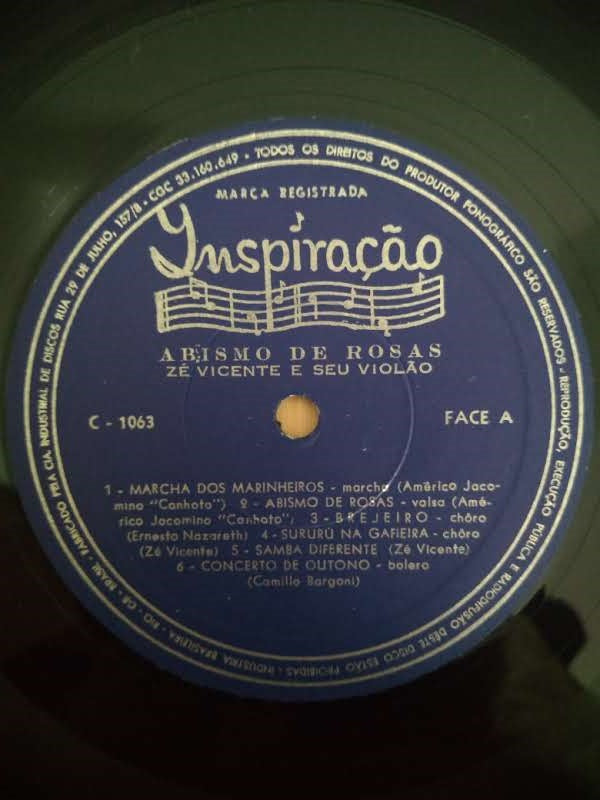 FABRICADO PELA CIA. INDUSTRIAL DE DISCOS RUA 29 DE JULHO, 157/B - CGC 33.160.649 - TODOS OS DIREITOS DO PRODUTOR FONOGRÁFICO SÃO RESERVADOS - REPRODUÇÃO, EXECUÇÃO PÚBLICA E RADIODIFUSÃO DESTE DISCO ESTÃO PROIBIDAS - INDÚSTRIA BRASILEIRA - RIO - GB - BRASIL -
MARCA REGISTRADA
Ynspiração
ABISMO DE ROSAS
ZÉ VICENTE E SEU VIOLÃO
C - 1063
FACE A
1 - MARCHA DOS MARINHEIROS - marcha (Américo Jaco-
mino "Canhoto") 2 - ABISMO DE ROSAS - valsa (Amé-
rico Jacomino "Canhoto") 3 - BREJEIRO - chôro
(Ernesto Nazareth) 4 - SURURÚ NA GAFIEIRA - chôro
(Zé Vicente) 5 - SAMBA DIFERENTE (Zé Vicente)
6 - CONCERTO DE OUTONO - bolero
(Camillo Bargoni)